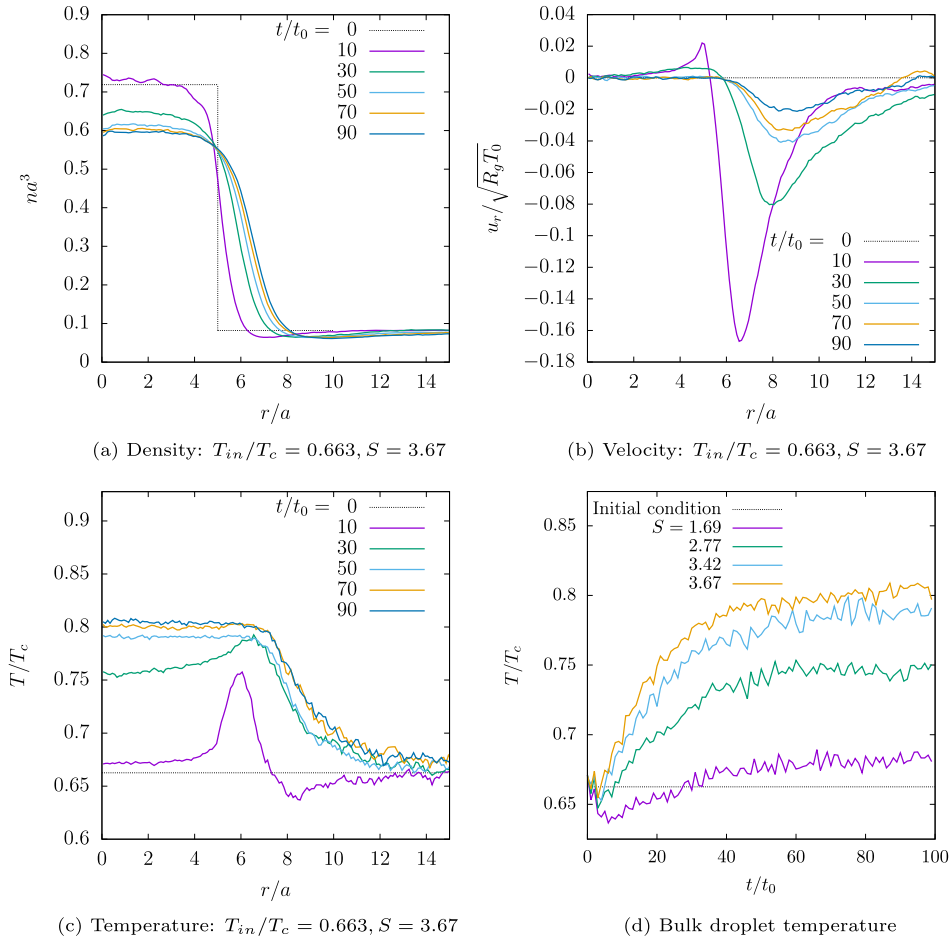 0.9
0.8
0.7
0.6
0.5
0.4
0.3
0.2
0.1
0
na³
t/t₀ = 0
10
30
50
70
90
0 2 4 6 8 10 12 14
r/a
(a) Density: T_in/T_c = 0.663, S = 3.67
0.04
0.02
0
−0.02
−0.04
−0.06
−0.08
−0.1
−0.12
−0.14
−0.16
−0.18
u_r/√(R_gT₀)
t/t₀ = 0
10
30
50
70
90
0 2 4 6 8 10 12 14
r/a
(b) Velocity: T_in/T_c = 0.663, S = 3.67
0.9
0.85
0.8
0.75
0.7
0.65
0.6
T/T_c
t/t₀ = 0
10
30
50
70
90
0 2 4 6 8 10 12 14
r/a
(c) Temperature: T_in/T_c = 0.663, S = 3.67
0.85
0.8
0.75
0.7
0.65
T/T_c
Initial condition
S = 1.69
2.77
3.42
3.67
0 20 40 60 80 100
t/t₀
(d) Bulk droplet temperature